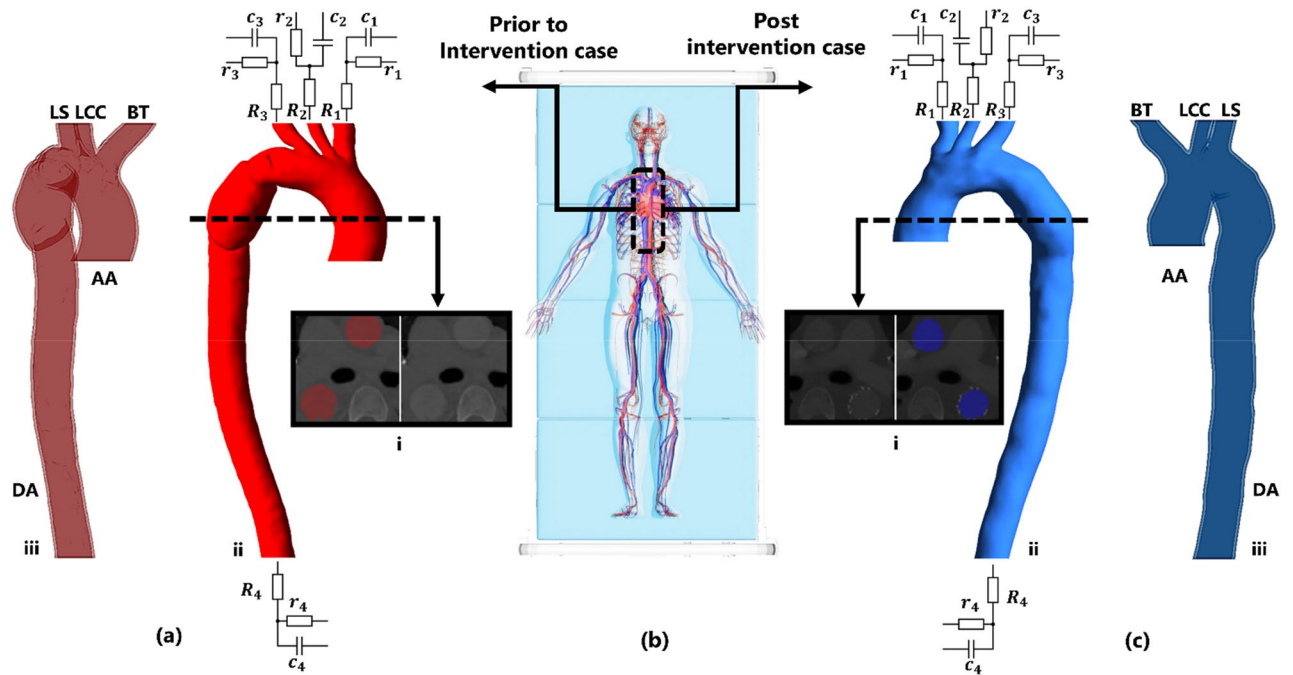 c₃ r₂ c₂ c₁
r₃ r₁
R₃ R₂ R₁
LS LCC BT
AA
DA
iii
ii
i
R₄
r₄
c₄
(a)
Prior to
Intervention case
Post
intervention case
(b)
c₁ c₂ r₂ c₃
r₁ r₃
R₁ R₂ R₃
BT LCC LS
AA
DA
i
ii
iii
R₄
r₄
c₄
(c)